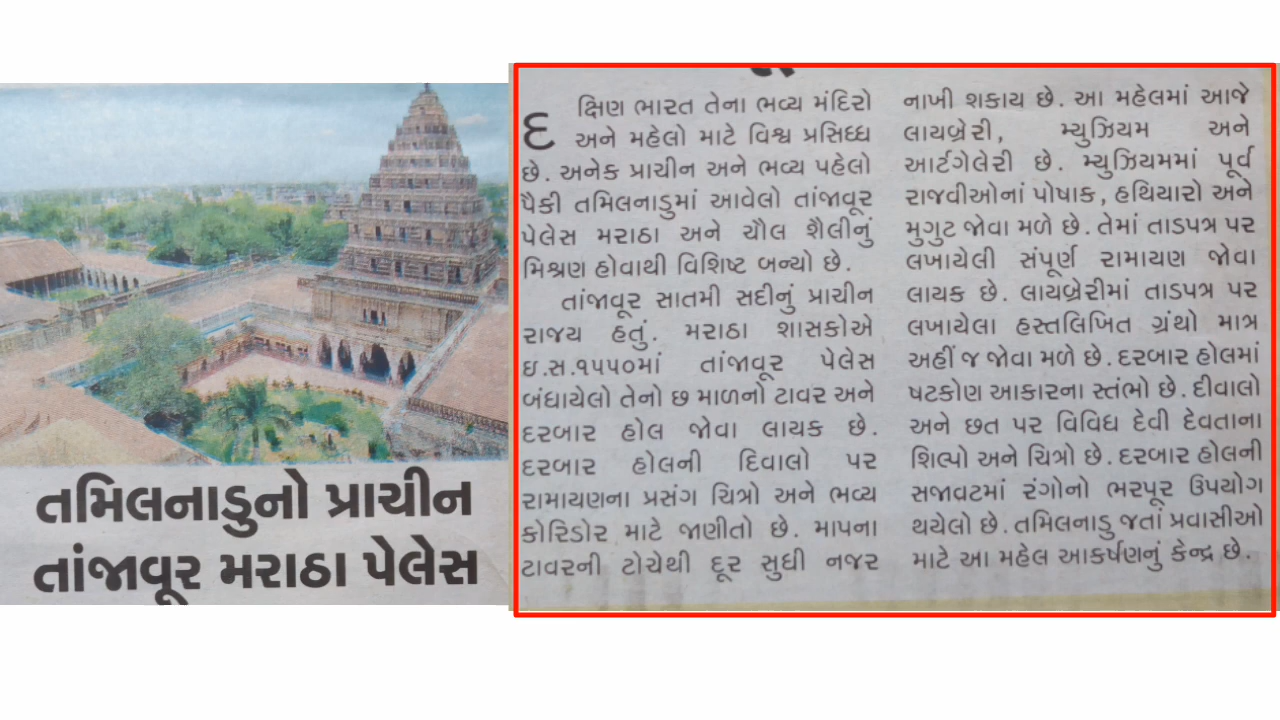 તમિલનાડુનો પ્રાચીન
તાંજાવૂર મરાઠા પેલેસ
દક્ષિણ ભારત તેના ભવ્ય મંદિરો
અને મહેલો માટે વિશ્વ પ્રસિધ્ધ
છે. અનેક પ્રાચીન અને ભવ્ય પહેલો
પૈકી તમિલનાડુમાં આવેલો તાંજાવૂર
પેલેસ મરાઠા અને ચૌલ શૈલીનું
મિશ્રણ હોવાથી વિશિષ્ટ બન્યો છે.
તાંજાવૂર સાતમી સદીનું પ્રાચીન
રાજય હતું. મરાઠા શાસકોએ
ઇ.સ.૧૫૫૦માં તાંજાવૂર પેલેસ
બંધાયેલો તેનો છ માળનો ટાવર અને
દરબાર હોલ જોવા લાયક છે.
દરબાર હોલની દિવાલો પર
રામાયણના પ્રસંગ ચિત્રો અને ભવ્ય
કોરિડોર માટે જાણીતો છે. માપના
ટાવરની ટોચેથી દૂર સુધી નજર
નાખી શકાય છે. આ મહેલમાં આજે
લાયબ્રેરી, મ્યુઝિયમ અને
આર્ટગેલેરી છે. મ્યુઝિયમમાં પૂર્વ
રાજવીઓનાં પોષાક, હથિયારો અને
મુગુટ જોવા મળે છે. તેમાં તાડપત્ર પર
લખાયેલી સંપૂર્ણ રામાયણ જોવા
લાયક છે. લાયબ્રેરીમાં તાડપત્ર પર
લખાયેલા હસ્તલિખિત ગ્રંથો માત્ર
અહીં જ જોવા મળે છે. દરબાર હોલમાં
ષટકોણ આકારના સ્તંભો છે. દીવાલો
અને છત પર વિવિધ દેવી દેવતાના
શિલ્પો અને ચિત્રો છે. દરબાર હોલની
સજાવટમાં રંગોનો ભરપૂર ઉપયોગ
થયેલો છે. તમિલનાડુ જતાં પ્રવાસીઓ
માટે આ મહેલ આકર્ષણનું કેન્દ્ર છે.